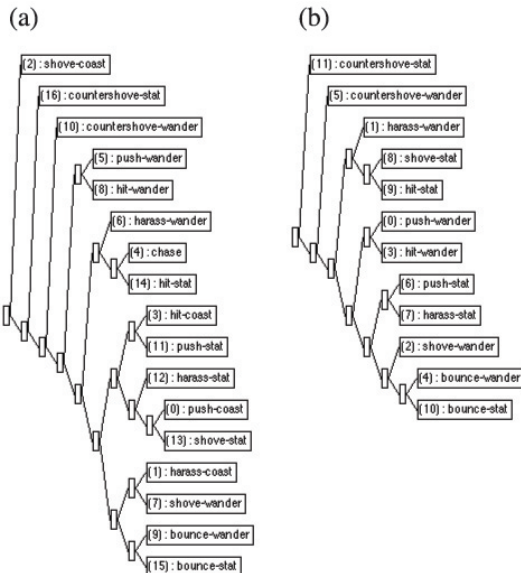 (a)
(2) : shove-coast
(16) : countershove-stat
(10) : countershove-wander
(5) : push-wander
(8) : hit-wander
(6) : harass-wander
(4) : chase
(14) : hit-stat
(3) : hit-coast
(11) : push-stat
(12) : harass-stat
(0) : push-coast
(13) : shove-stat
(1) : harass-coast
(7) : shove-wander
(9) : bounce-wander
(15) : bounce-stat
(b)
(11) : countershove-stat
(5) : countershove-wander
(1) : harass-wander
(8) : shove-stat
(9) : hit-stat
(0) : push-wander
(3) : hit-wander
(6) : push-stat
(7) : harass-stat
(2) : shove-wander
(4) : bounce-wander
(10) : bounce-stat